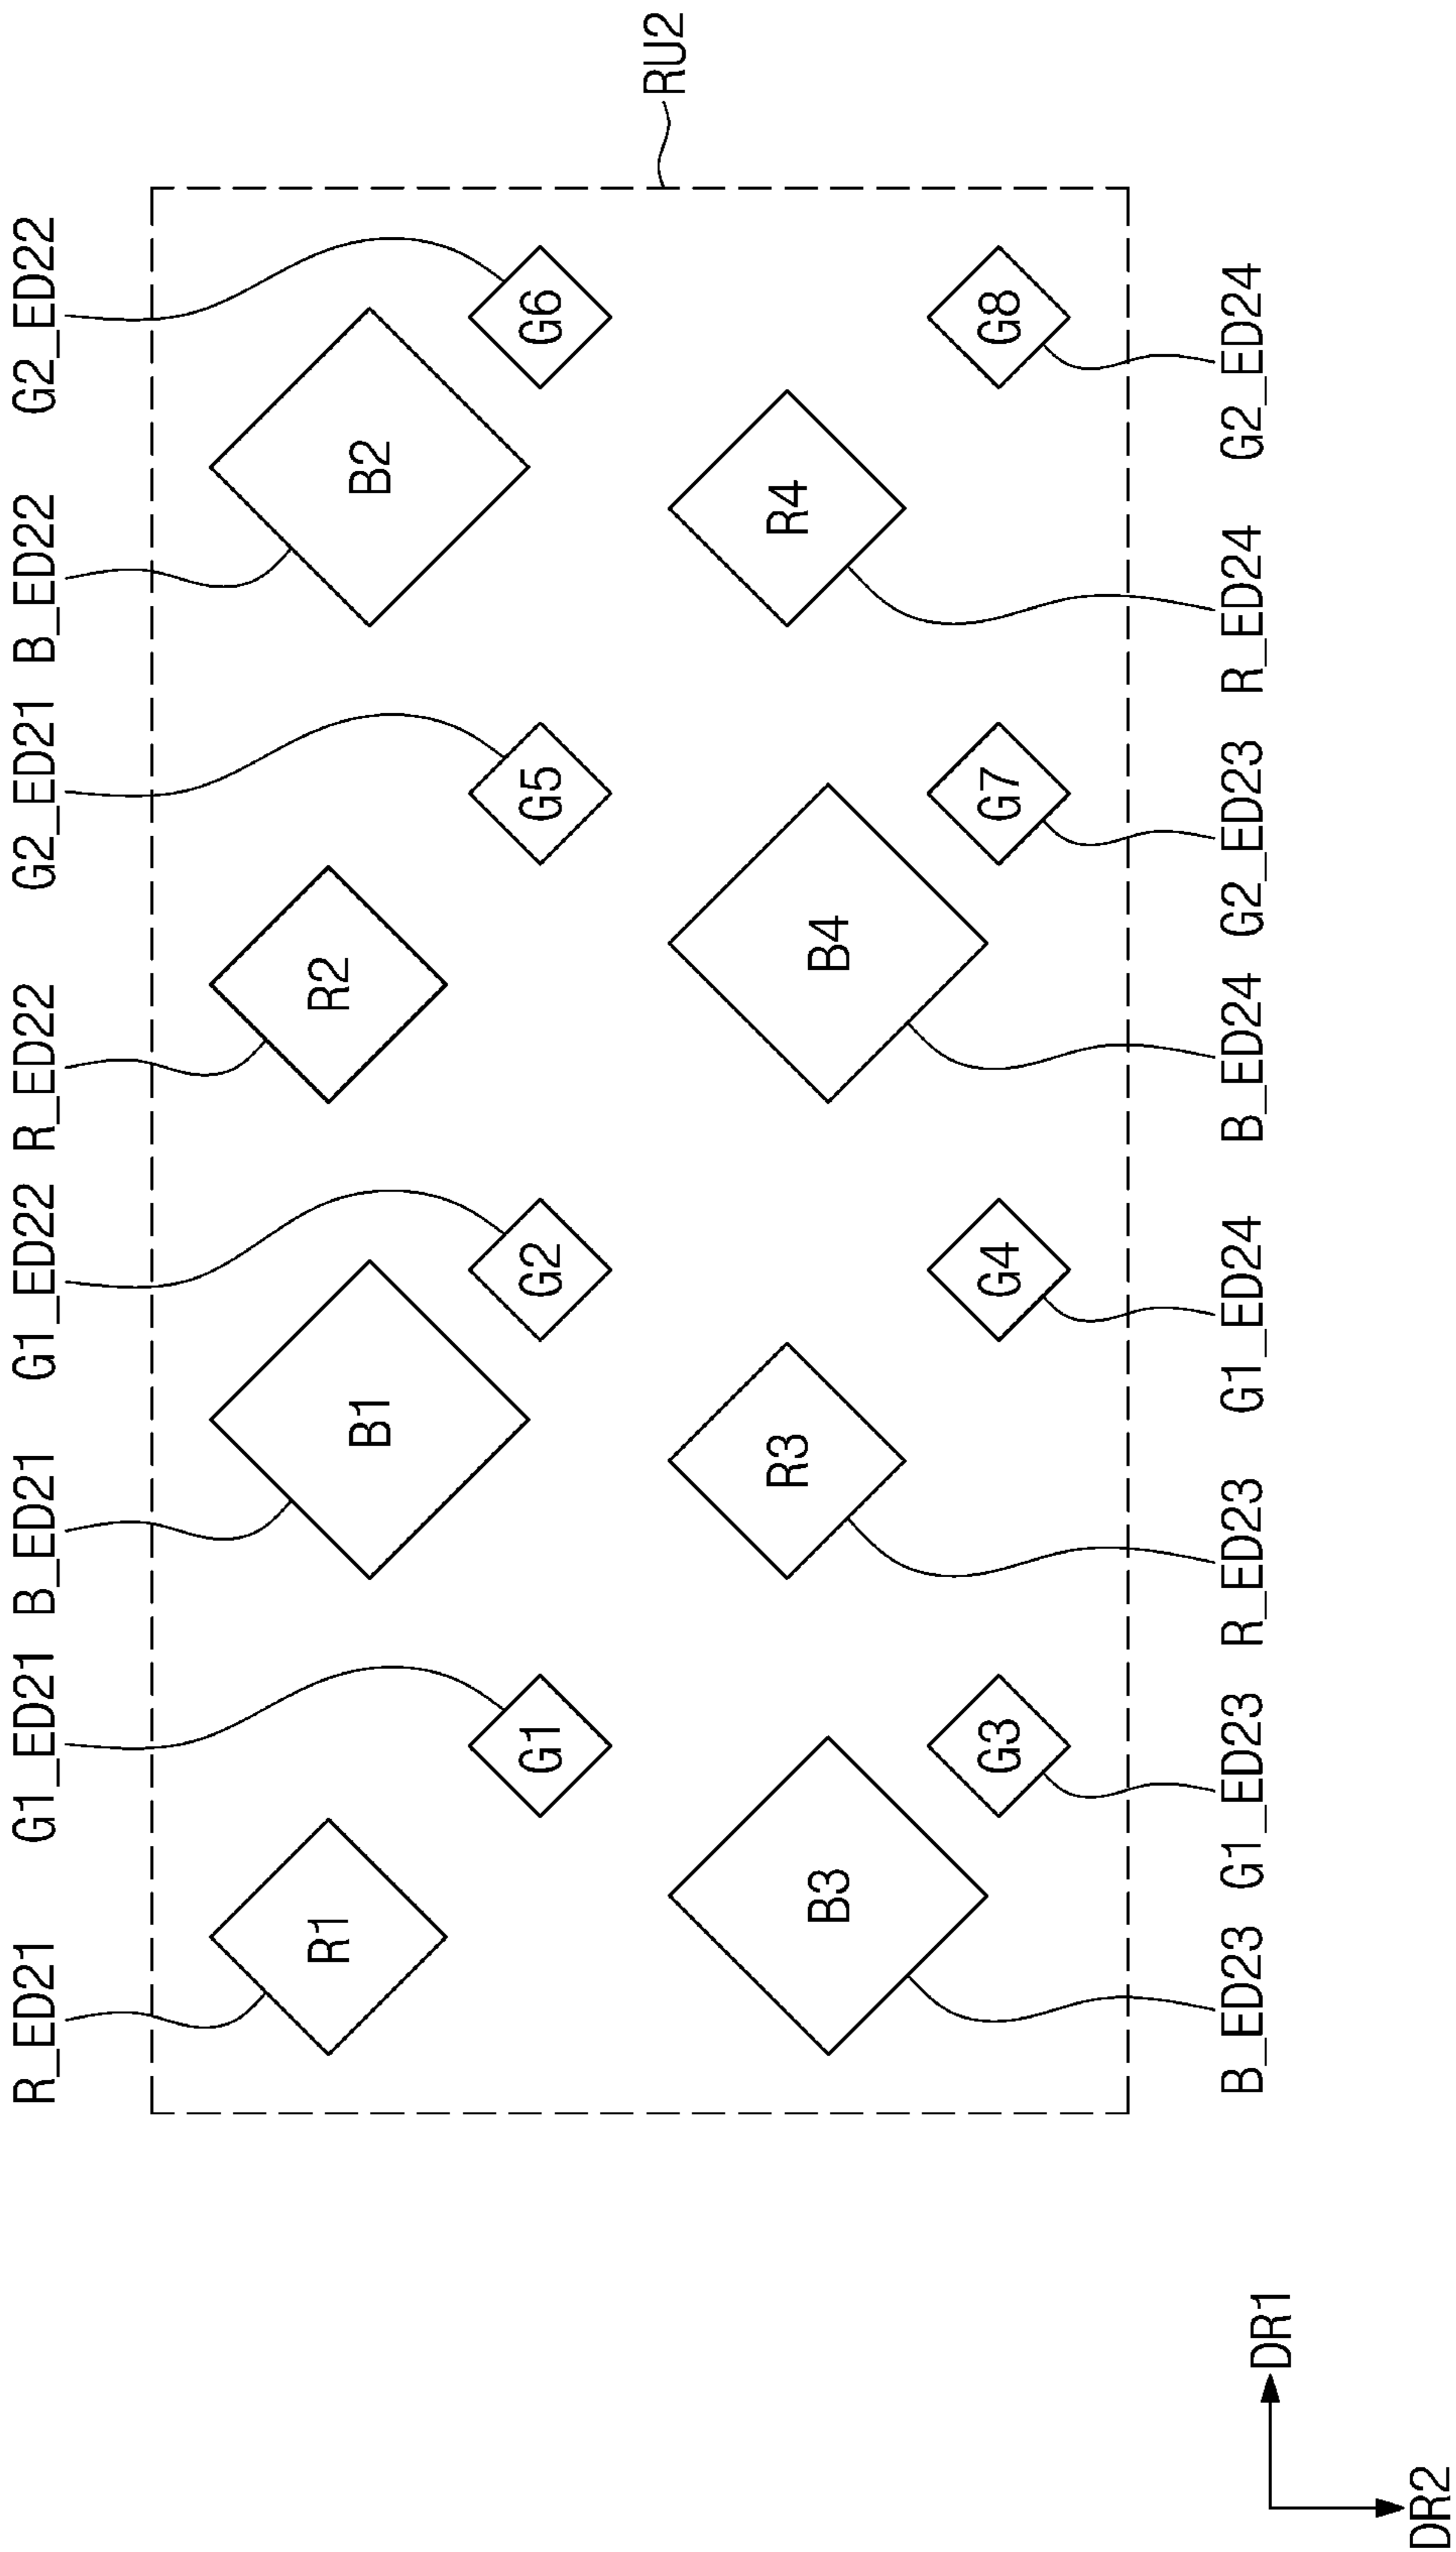 R_ED21 G1_ED21 B_ED21 G1_ED22 R_ED22 G2_ED21 B_ED22 G2_ED22
R1 B1 R2 B2
G1 G2 G5 G6
RU2
B3 R3 B4 R4
G3 G4 G7 G8
B_ED23 G1_ED23 R_ED23 G1_ED24 B_ED24 G2_ED23 R_ED24 G2_ED24
DR1
DR2